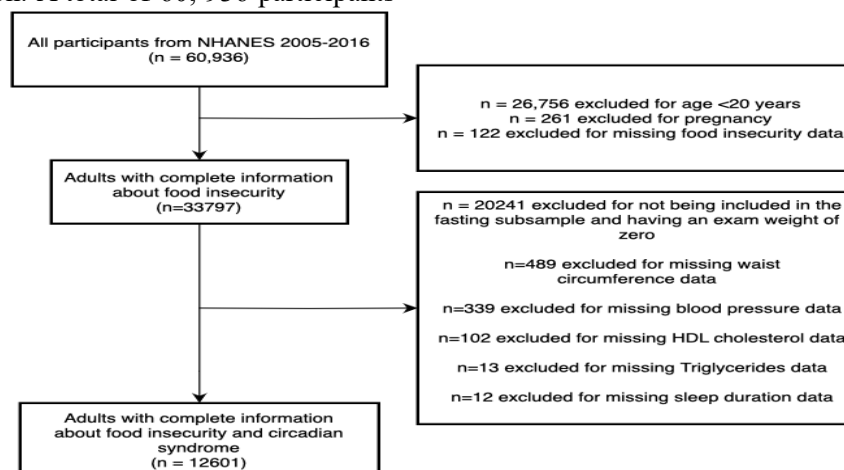 All participants from NHANES 2005-2016
(n = 60,936)
n = 26,756 excluded for age <20 years
n = 261 excluded for pregnancy
n = 122 excluded for missing food insecurity data
Adults with complete information
about food insecurity
(n=33797)
n = 20241 excluded for not being included in the
fasting subsample and having an exam weight of
zero
n=489 excluded for missing waist
circumference data
n=339 excluded for missing blood pressure data
n=102 excluded for missing HDL cholesterol data
n=13 excluded for missing Triglycerides data
n=12 excluded for missing sleep duration data
Adults with complete information
about food insecurity and circadian
syndrome
(n = 12601)